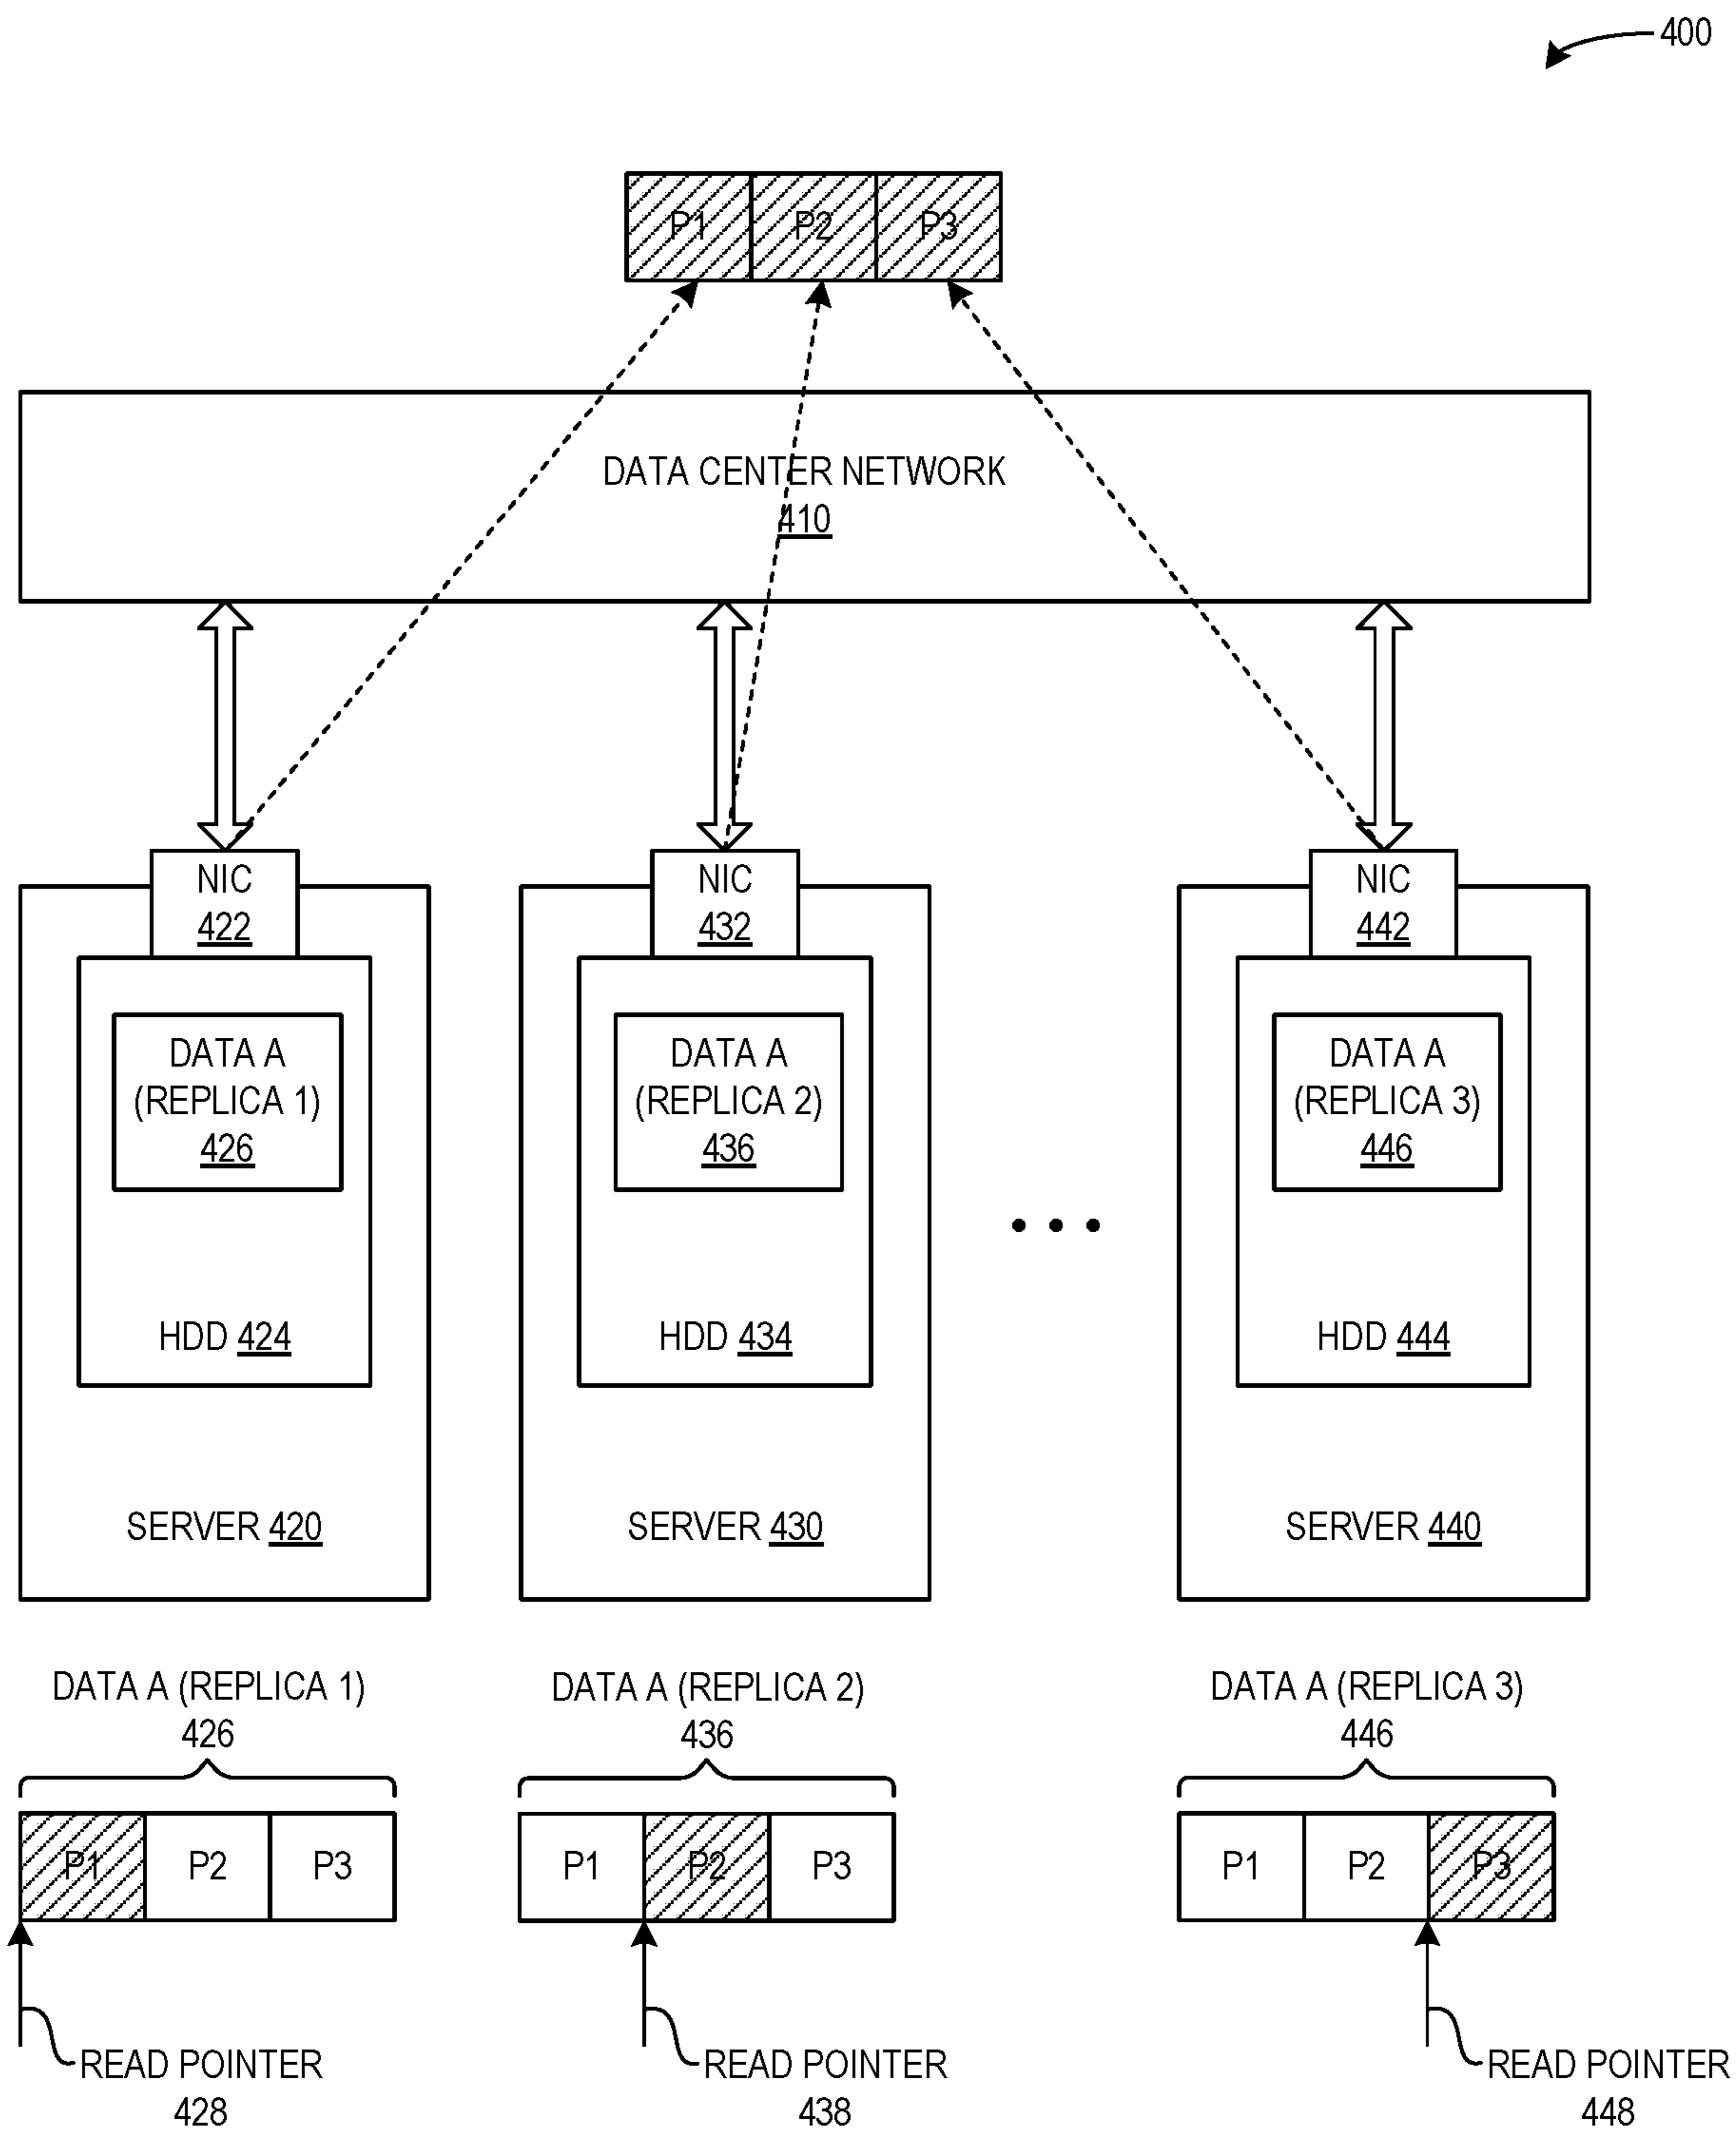 400
P1 P2 P3
DATA CENTER NETWORK
410
NIC
422
NIC
432
NIC
442
DATA A
(REPLICA 1)
426
DATA A
(REPLICA 2)
436
DATA A
(REPLICA 3)
446
HDD 424
HDD 434
HDD 444
SERVER 420
SERVER 430
SERVER 440
DATA A (REPLICA 1)
426
DATA A (REPLICA 2)
436
DATA A (REPLICA 3)
446
P1 P2 P3
P1 P2 P3
P1 P2 P3
READ POINTER
428
READ POINTER
438
READ POINTER
448